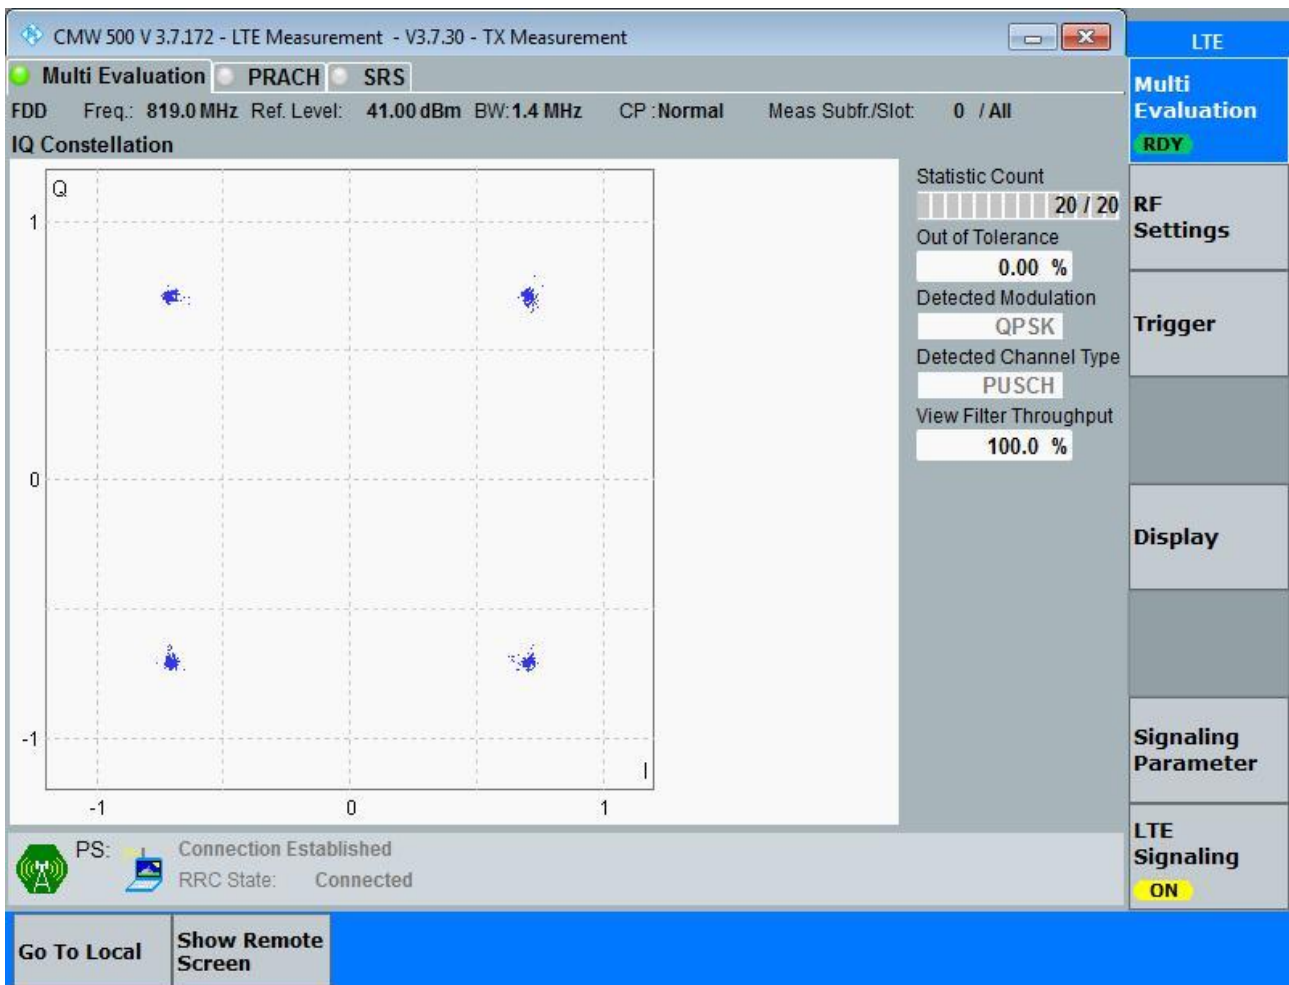 CMW 500 V 3.7.172 - LTE Measurement - V3.7.30 - TX Measurement
LTE
Multi Evaluation PRACH SRS
Multi
Evaluation
RDY
FDD Freq.: 819.0 MHz Ref. Level: 41.00 dBm BW: 1.4 MHz CP : Normal Meas Subfr./Slot: 0 / All
IQ Constellation
Q
1
0
-1
I
-1 0 1
Statistic Count
20 / 20
Out of Tolerance
0.00 %
Detected Modulation
QPSK
Detected Channel Type
PUSCH
View Filter Throughput
100.0 %
RF
Settings
Trigger
Display
Signaling
Parameter
LTE
Signaling
ON
PS: Connection Established
RRC State: Connected
Go To Local
Show Remote
Screen